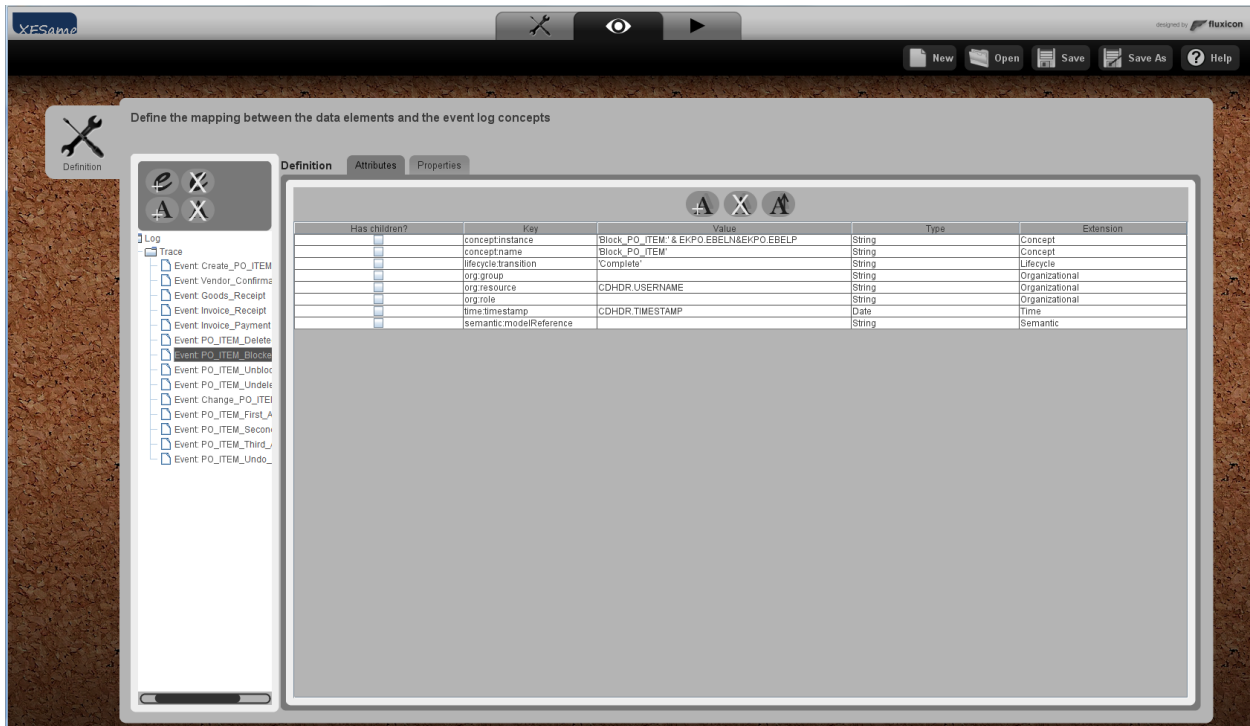 XESame
designed by fluxicon
New Open Save Save As Help
Define the mapping between the data elements and the event log concepts
Definition
Definition Attributes Properties
Has children? Key Value Type Extension
concept:instance 'Block_PO_ITEM:' & EKPO.EBELN&EKPO.EBELP String Concept
concept:name 'Block_PO_ITEM' String Concept
lifecycle:transition 'Complete' String Lifecycle
org:group String Organizational
org:resource CDHDR.USERNAME String Organizational
org:role String Organizational
time:timestamp CDHDR.TIMESTAMP Date Time
semantic:modelReference String Semantic
Log
Trace
Event: Create_PO_ITEM
Event: Vendor_Confirma
Event: Goods_Receipt
Event: Invoice_Receipt
Event: Invoice_Payment
Event: PO_ITEM_Delete
Event: PO_ITEM_Blocke
Event: PO_ITEM_Unbloc
Event: PO_ITEM_Undele
Event: Change_PO_ITE
Event: PO_ITEM_First_A
Event: PO_ITEM_Secon
Event: PO_ITEM_Third_
Event: PO_ITEM_Undo_